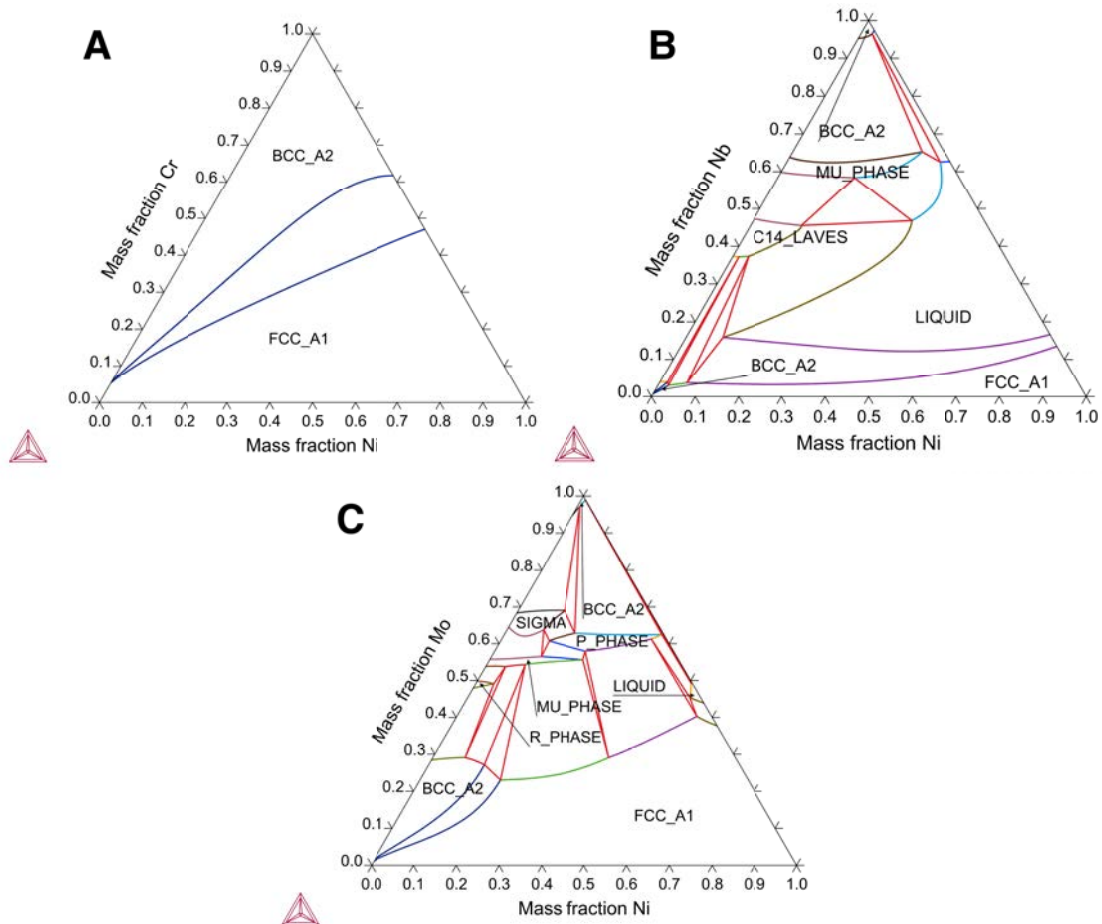 A
1.0
0.9
0.8
0.7
0.6
0.5
0.4
0.3
0.2
0.1
0.0
Mass fraction Cr
BCC_A2
FCC_A1
0.0 0.1 0.2 0.3 0.4 0.5 0.6 0.7 0.8 0.9 1.0
Mass fraction Ni
B
1.0
0.9
0.8
0.7
0.6
0.5
0.4
0.3
0.2
0.1
0.0
Mass fraction Nb
BCC_A2
MU_PHASE
C14_LAVES
LIQUID
BCC_A2
FCC_A1
0.0 0.1 0.2 0.3 0.4 0.5 0.6 0.7 0.8 0.9 1.0
Mass fraction Ni
C
1.0
0.9
0.8
0.7
0.6
0.5
0.4
0.3
0.2
0.1
0.0
Mass fraction Mo
SIGMA
BCC_A2
P_PHASE
LIQUID
MU_PHASE
R_PHASE
BCC_A2
FCC_A1
0.0 0.1 0.2 0.3 0.4 0.5 0.6 0.7 0.8 0.9 1.0
Mass fraction Ni